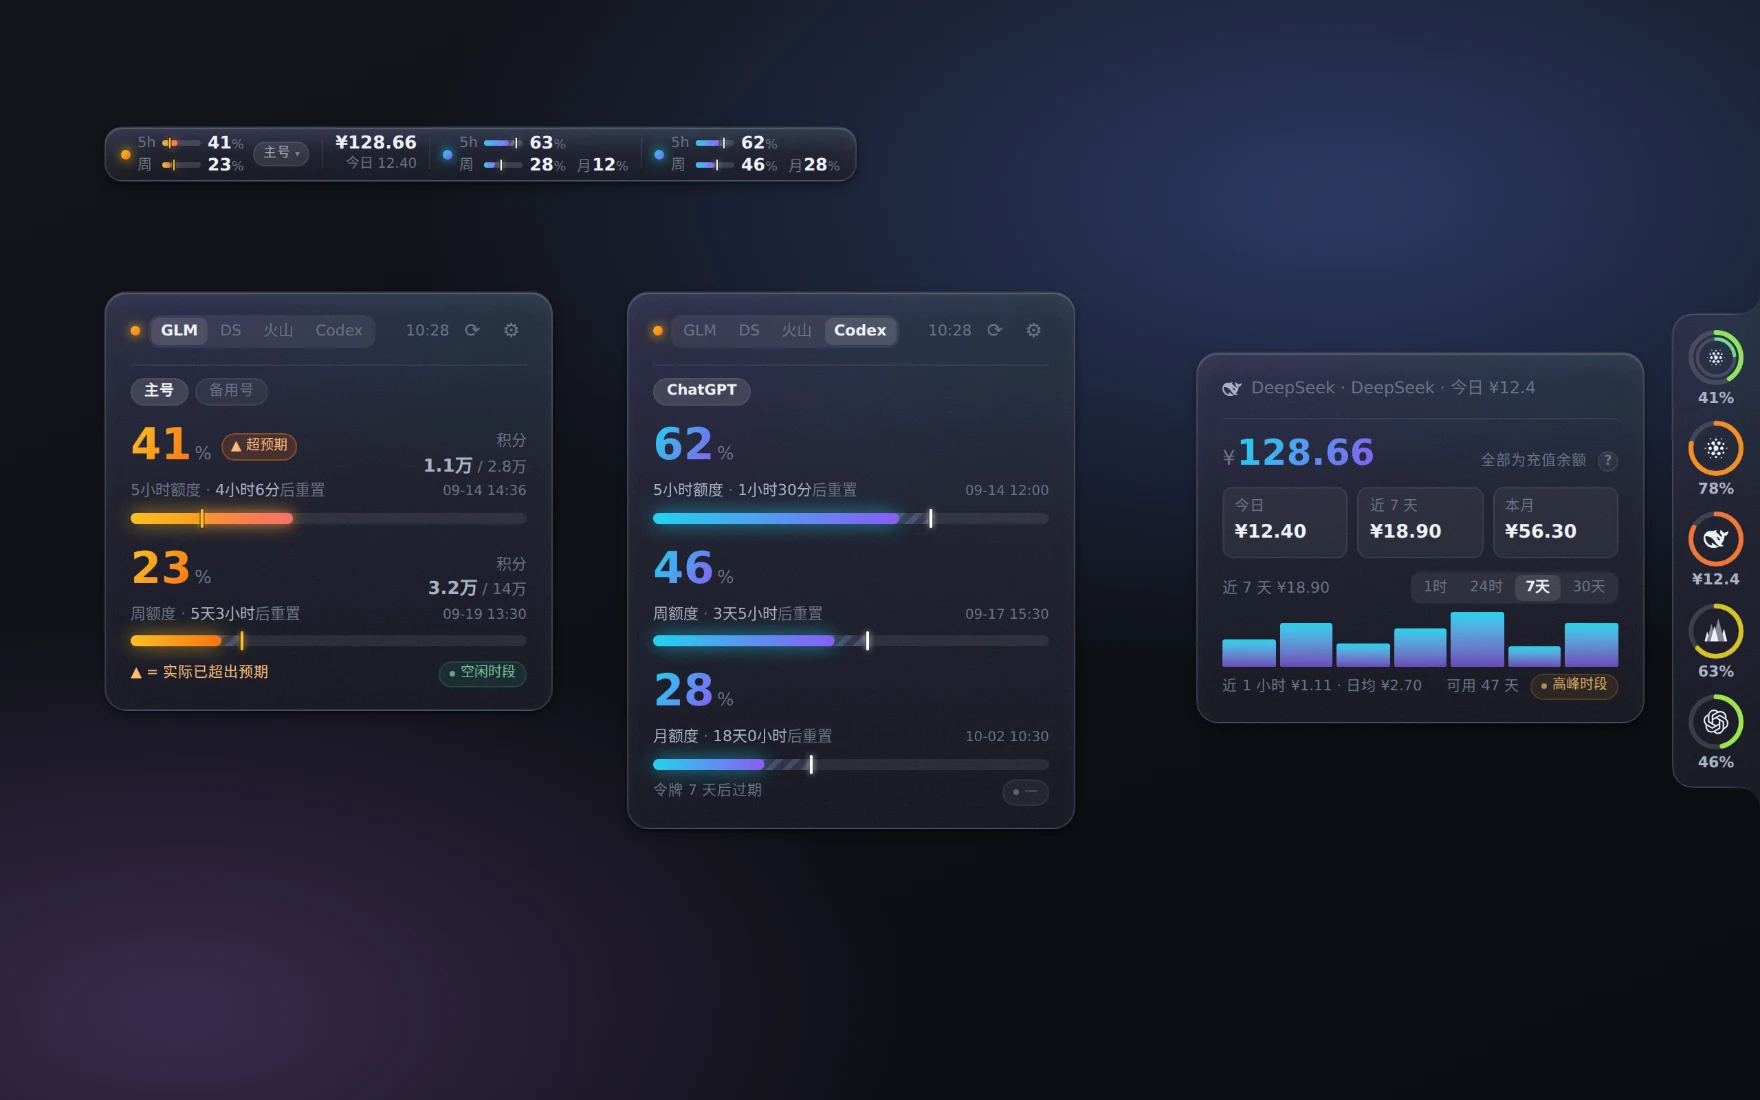 5h 41% 主号 ▾ ¥128.66 5h 63% 5h 62%
周 23% 今日 12.40 周 28% 月12% 周 46% 月28%
GLM DS 火山 Codex 10:28 ⟳ ⚙
主号 备用号
41% ▲ 超预期 积分
1.1万 / 2.8万
5小时额度 · 4小时6分后重置 09-14 14:36
23% 积分
3.2万 / 14万
周额度 · 5天3小时后重置 09-19 13:30
▲ = 实际已超出预期 空闲时段
GLM DS 火山 Codex 10:28 ⟳ ⚙
ChatGPT
62%
5小时额度 · 1小时30分后重置 09-14 12:00
46%
周额度 · 3天5小时后重置 09-17 15:30
28%
月额度 · 18天0小时后重置 10-02 10:30
令牌 7 天后过期 —
DeepSeek · DeepSeek · 今日 ¥12.4
¥128.66 全部为充值余额 ?
今日 近 7 天 本月
¥12.40 ¥18.90 ¥56.30
近 7 天 ¥18.90 1时 24时 7天 30天
近 1 小时 ¥1.11 · 日均 ¥2.70 可用 47 天 高峰时段
41%
78%
¥12.4
63%
46%